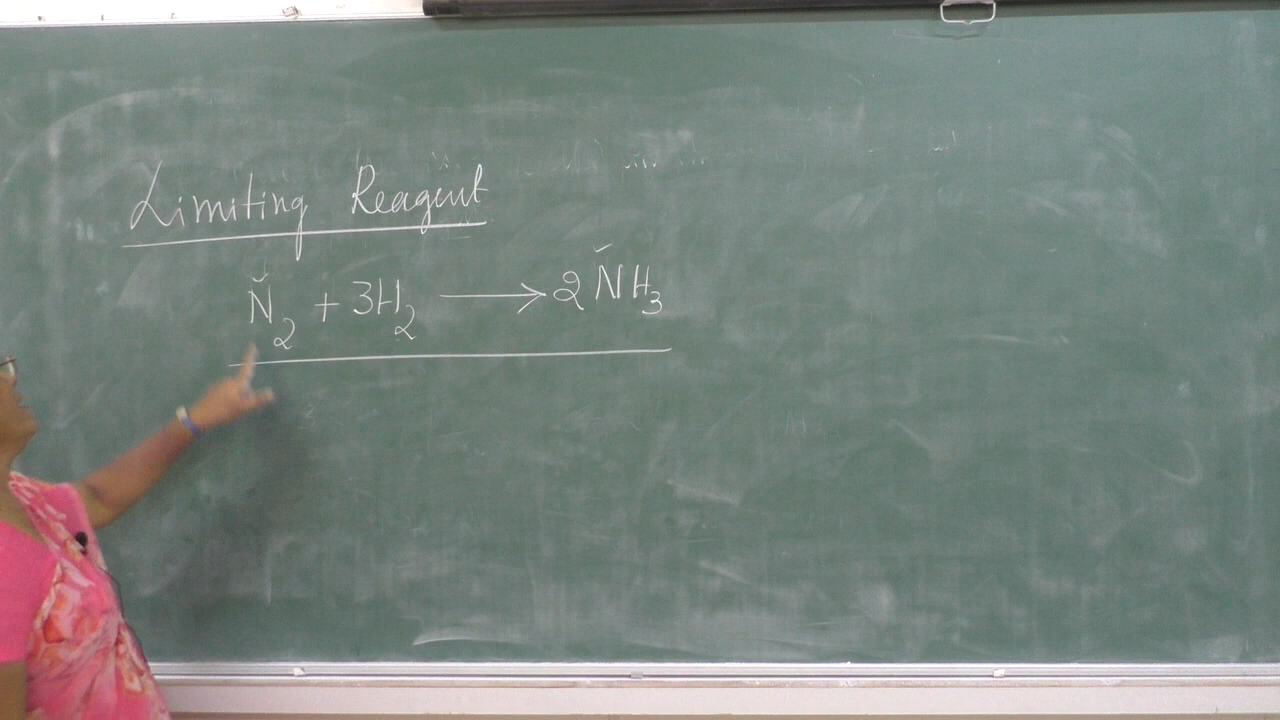 Limiting Reagent
N₂ + 3H₂ ⟶ 2NH₃